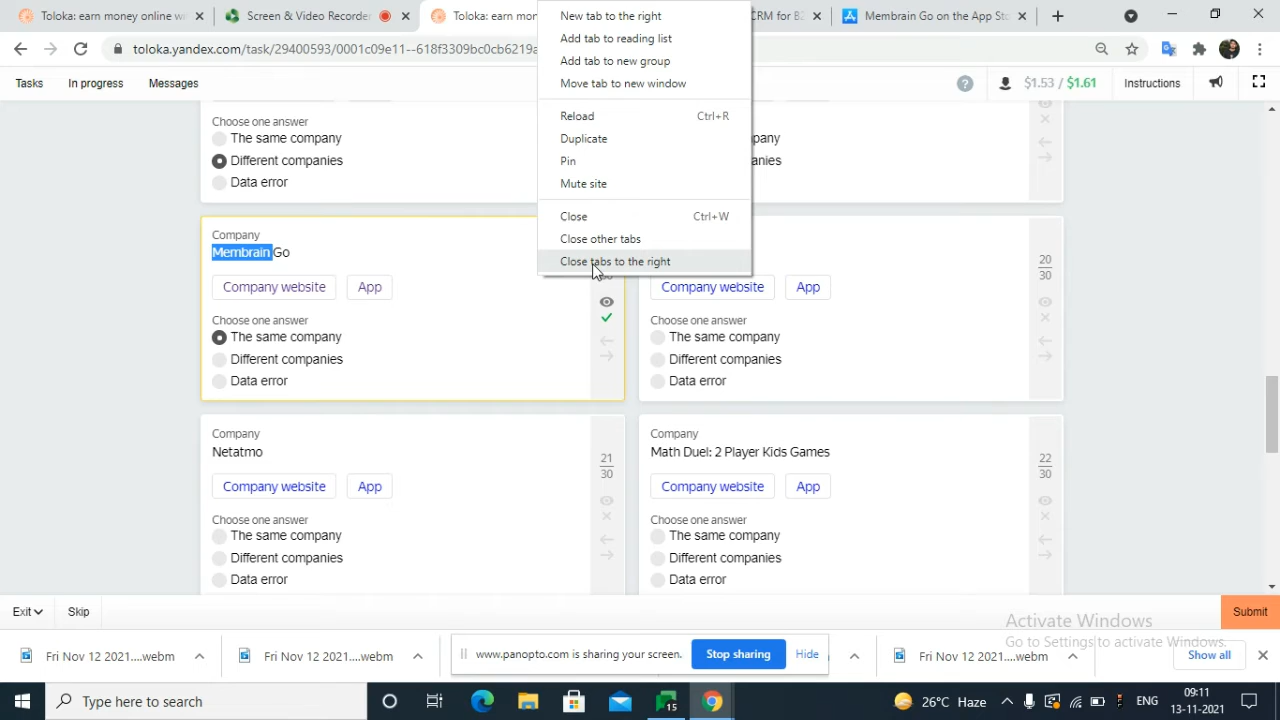 Toloka: earn money online wi
Screen & Video Recorder
Toloka: earn mon
CRM for B2
Membrain Go on the App Sto
toloka.yandex.com/task/29400593/0001c09e11--618f3309bc0cb6219a
New tab to the right
Add tab to reading list
Add tab to new group
Move tab to new window
Reload Ctrl+R
Duplicate
Pin
Mute site
Close Ctrl+W
Close other tabs
Close tabs to the right
Tasks In progress Messages
$1.53 / $1.61 Instructions
Choose one answer
The same company
Different companies
Data error
pany
anies
Company
Membrain Go
Company website App
Choose one answer
The same company
Different companies
Data error
20
30
Company website App
Choose one answer
The same company
Different companies
Data error
Company
Netatmo
21
30
Company website App
Choose one answer
The same company
Different companies
Data error
Company
Math Duel: 2 Player Kids Games
22
30
Company website App
Choose one answer
The same company
Different companies
Data error
Exit Skip
Submit
Activate Windows
Go to Settings to activate Windows.
Fri Nov 12 2021....webm
Fri Nov 12 2021....webm
www.panopto.com is sharing your screen. Stop sharing Hide
Fri Nov 12 2021....webm
Show all
Type here to search
15
26°C Haze
ENG
09:11
13-11-2021